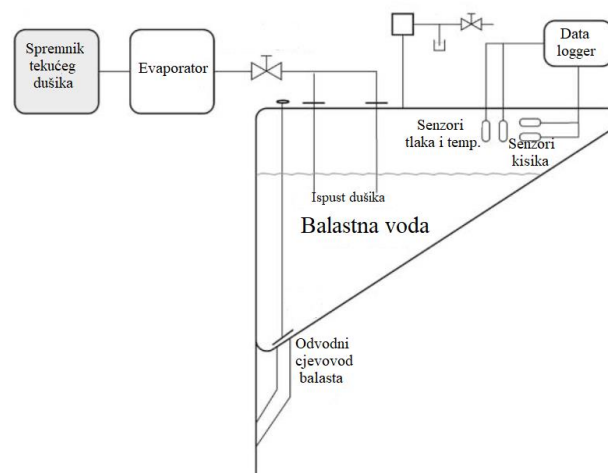 Spremnik
tekućeg
dušika
Evaporator
Data
logger
Senzori
tlaka i temp.
Senzori
kisika
Ispust dušika
Balastna voda
Odvodni
cjevovod
balasta